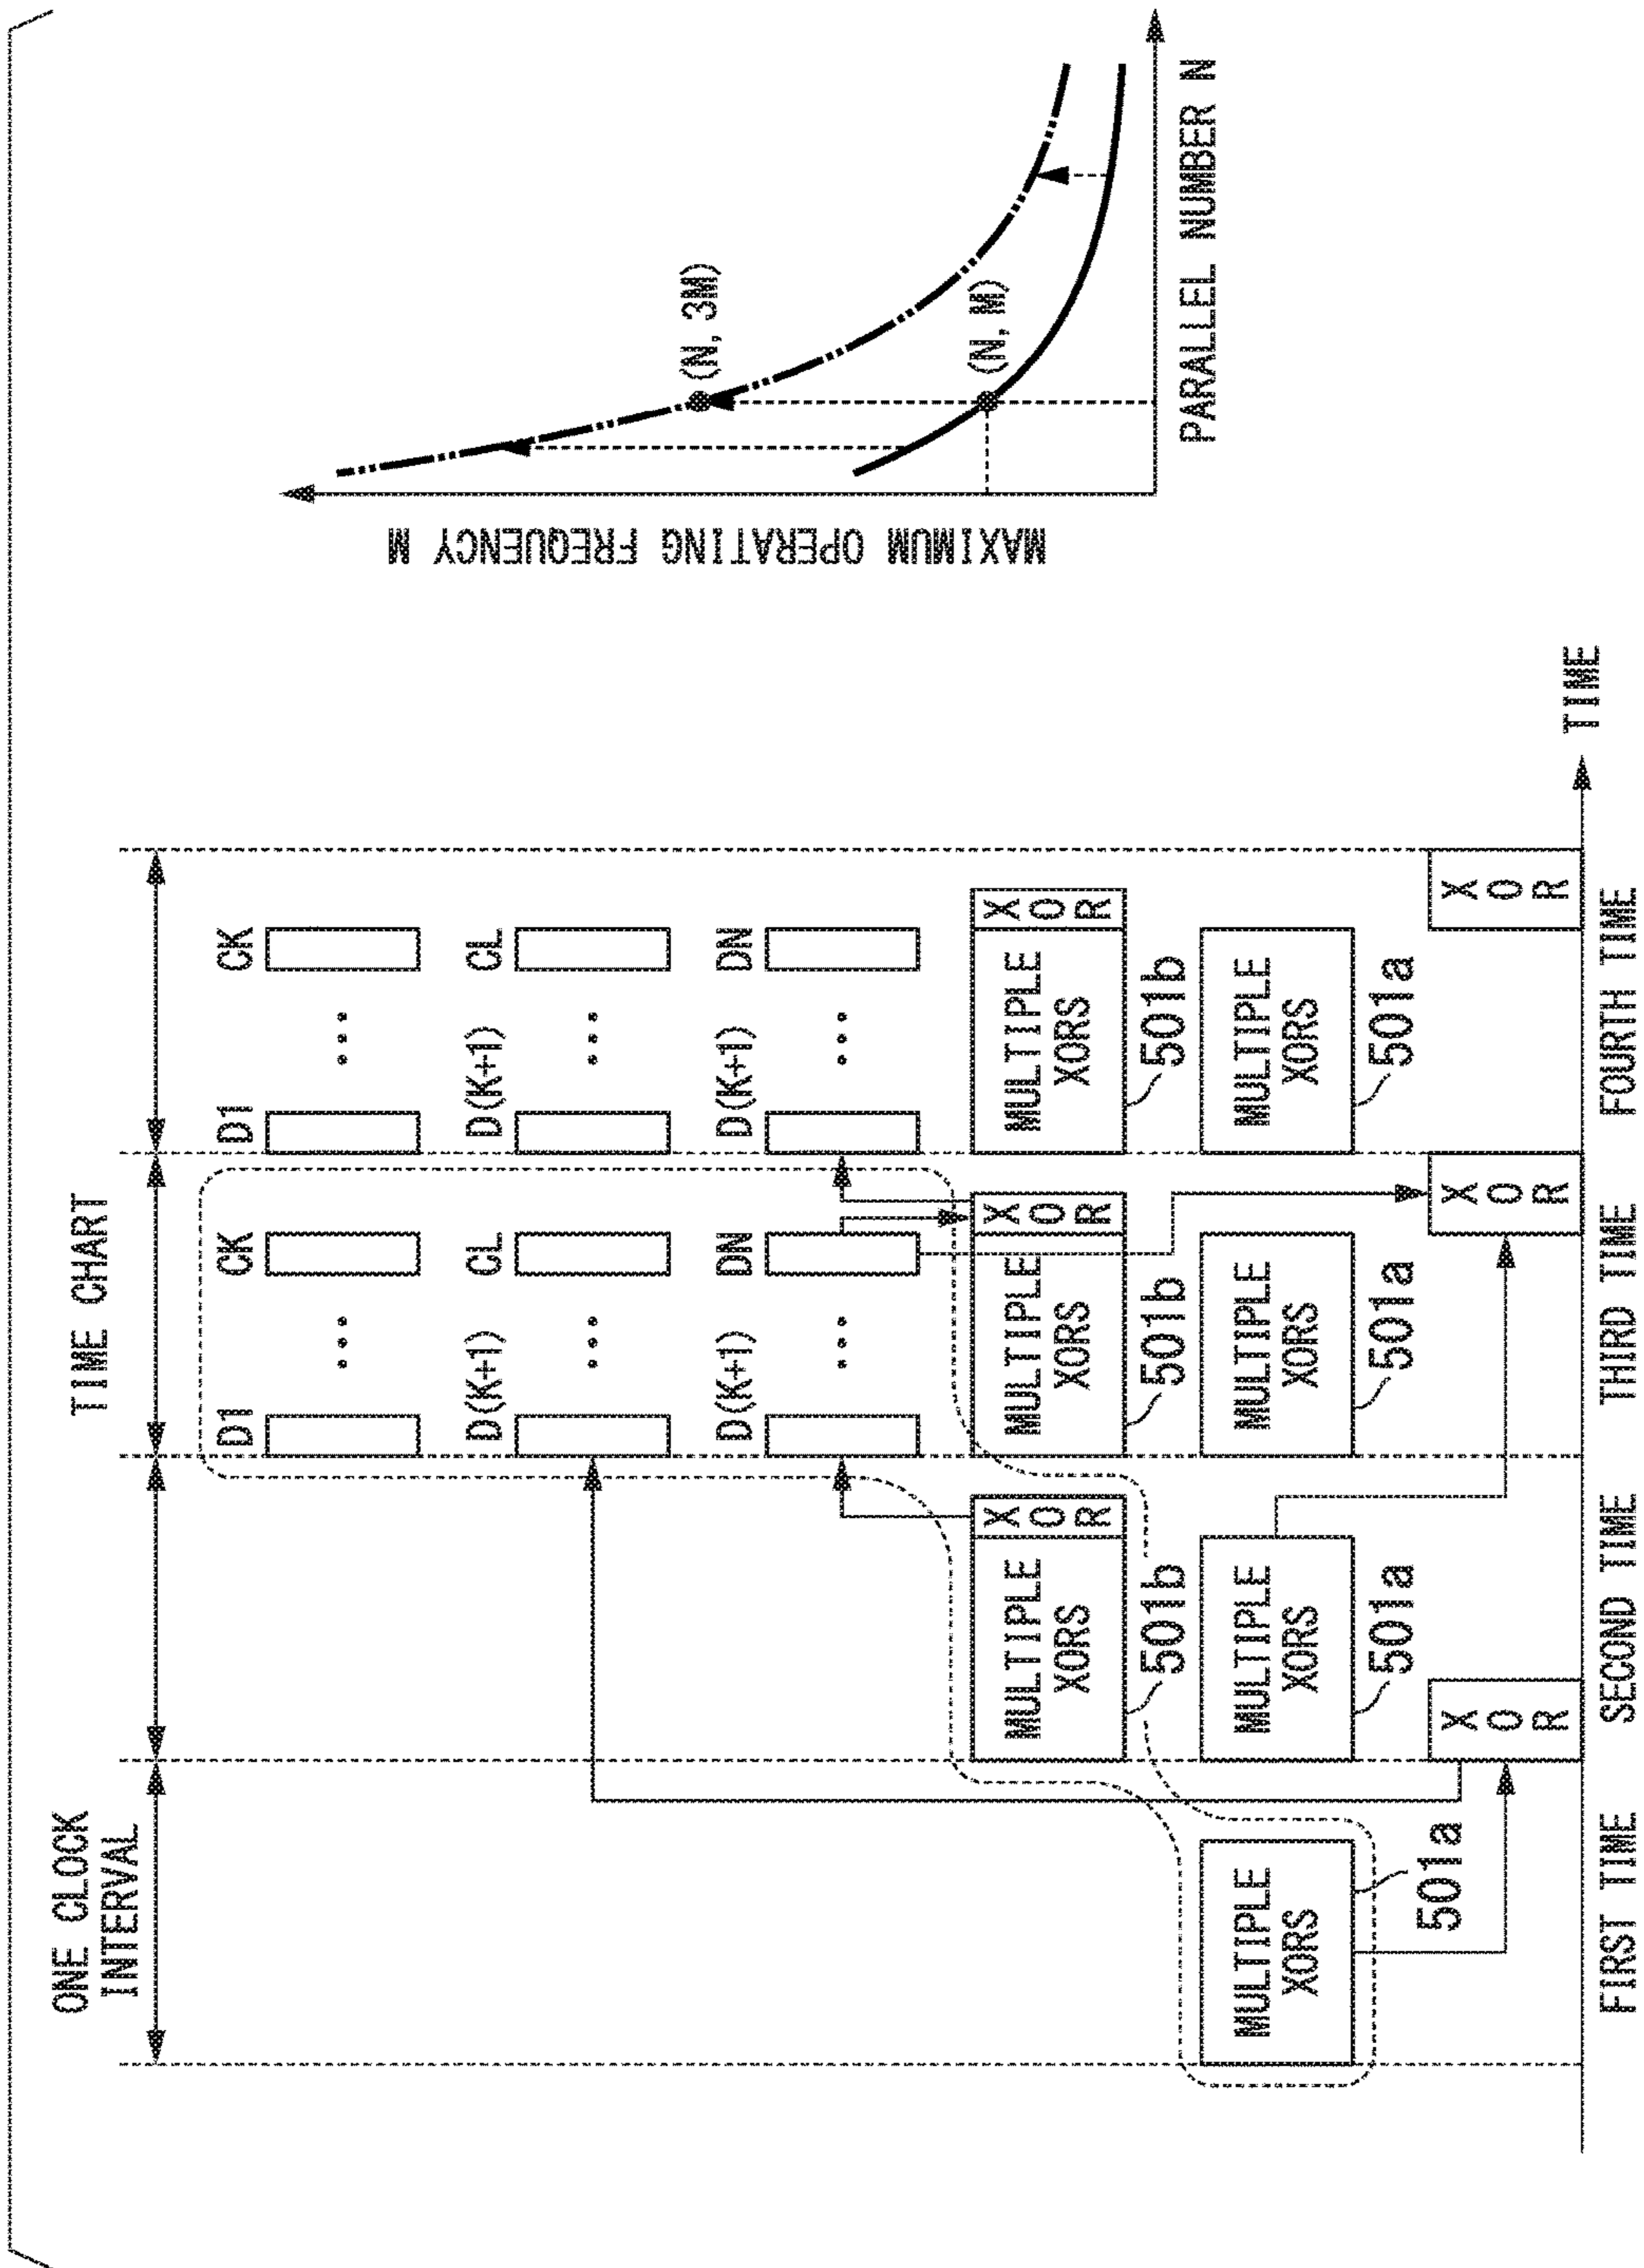 TIME CHART
ONE CLOCK
INTERVAL
D1
CK
D(K+1)
CL
D(K+1)
DN
D1
CK
D(K+1)
CL
D(K+1)
DN
MULTIPLE
XORS
XOR
501b
MULTIPLE
XORS
XOR
501b
MULTIPLE
XORS
XOR
501b
MULTIPLE
XORS
501a
MULTIPLE
XORS
501a
MULTIPLE
XORS
501a
MULTIPLE
XORS
501a
XOR
XOR
XOR
TIME
FIRST TIME
SECOND TIME
THIRD TIME
FOURTH TIME
MAXIMUM OPERATING FREQUENCY M
(N, 3M)
(N, M)
PARALLEL NUMBER N